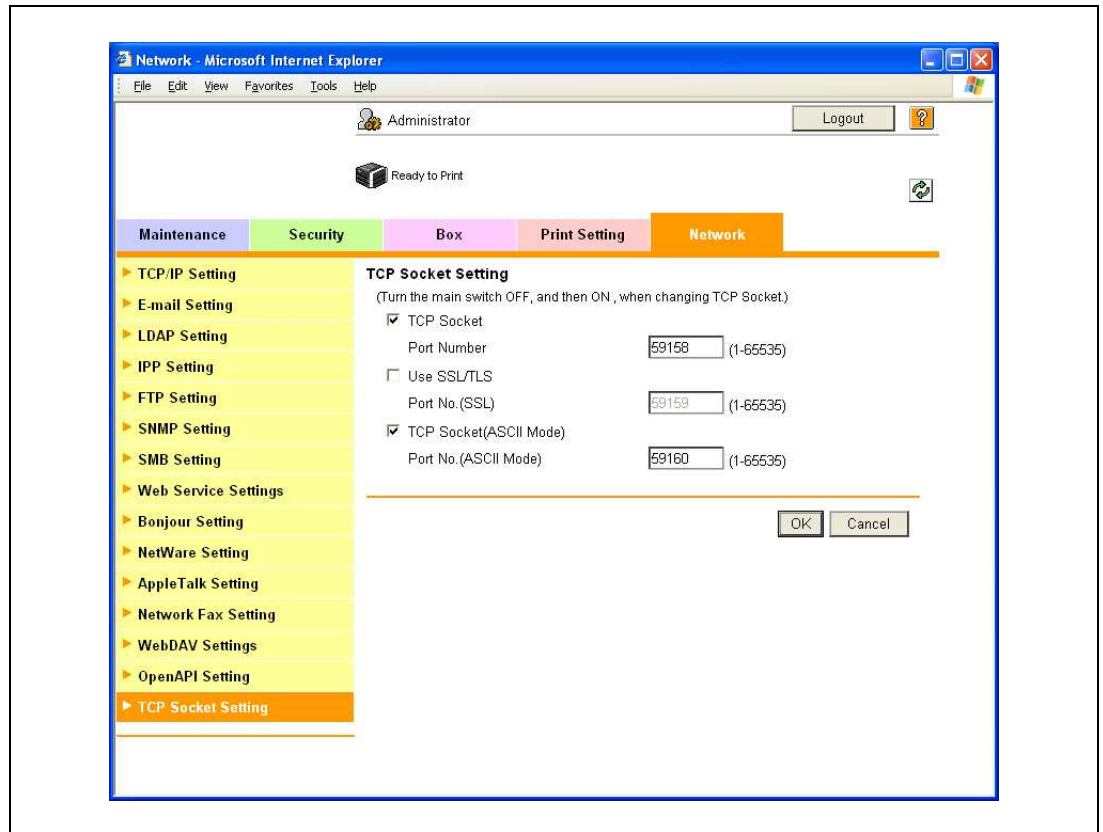 Network - Microsoft Internet Explorer
File Edit View Favorites Tools Help
Administrator Logout ?
Ready to Print
Maintenance Security Box Print Setting Network
TCP/IP Setting
E-mail Setting
LDAP Setting
IPP Setting
FTP Setting
SNMP Setting
SMB Setting
Web Service Settings
Bonjour Setting
NetWare Setting
AppleTalk Setting
Network Fax Setting
WebDAV Settings
OpenAPI Setting
TCP Socket Setting
TCP Socket Setting
(Turn the main switch OFF, and then ON , when changing TCP Socket.)
TCP Socket
Port Number 59158 (1-65535)
Use SSL/TLS
Port No.(SSL) 59159 (1-65535)
TCP Socket(ASCII Mode)
Port No.(ASCII Mode) 59160 (1-65535)
OK Cancel